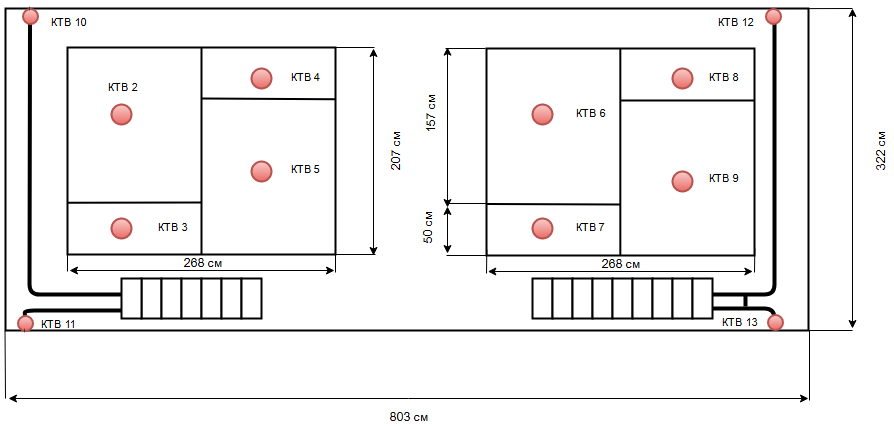 КТВ 10
КТВ 12
КТВ 2
КТВ 4
КТВ 5
КТВ 3
207 см
268 см
157 см
50 см
КТВ 6
КТВ 8
КТВ 9
КТВ 7
268 см
322 см
КТВ 11
КТВ 13
803 см